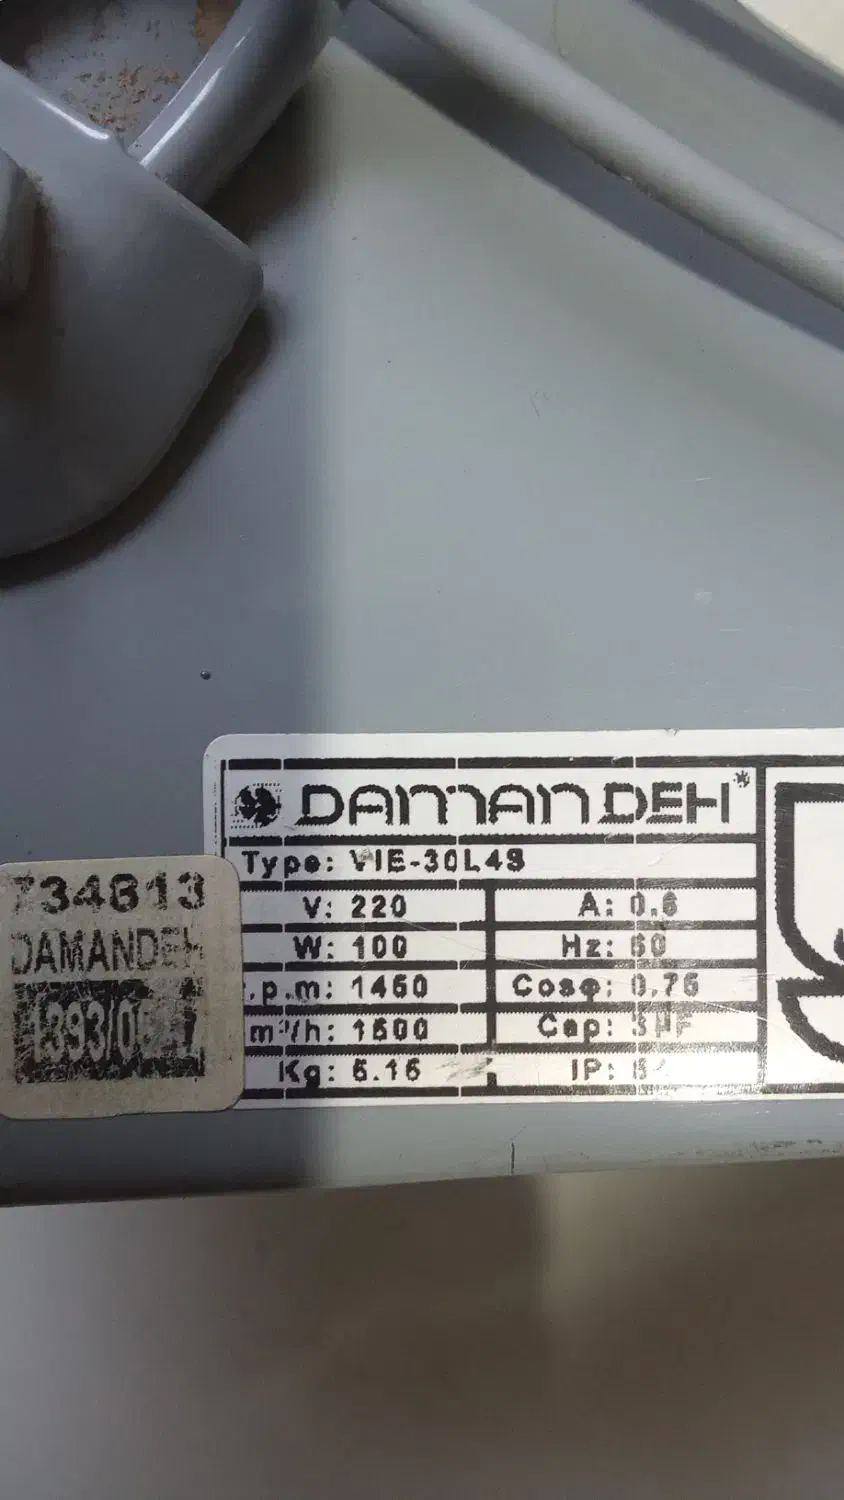 DAMANDEH
Type: VIE-30L4S
V: 220 A: 0.6
W: 100 Hz: 50
.p.m: 1450 Cosφ: 0.75
m³/h: 1500 Cap: 3μF
Kg: 5.15 IP:
734613
DAMANDEH